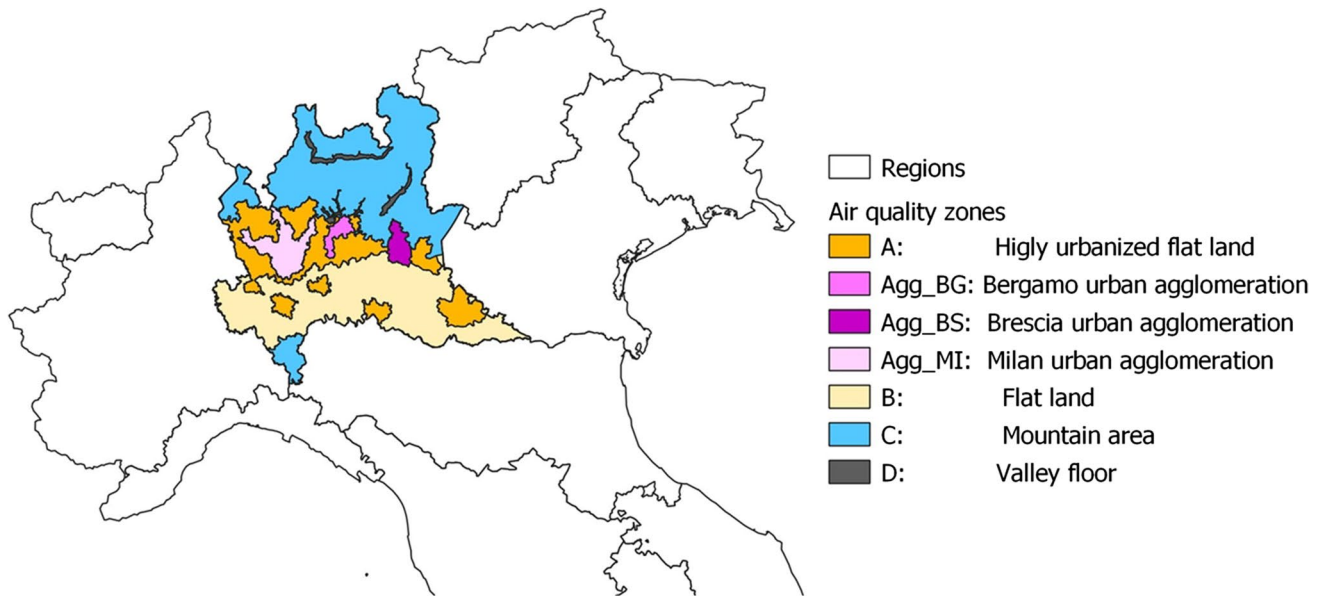 Regions
Air quality zones
A: Higly urbanized flat land
Agg_BG: Bergamo urban agglomeration
Agg_BS: Brescia urban agglomeration
Agg_MI: Milan urban agglomeration
B: Flat land
C: Mountain area
D: Valley floor